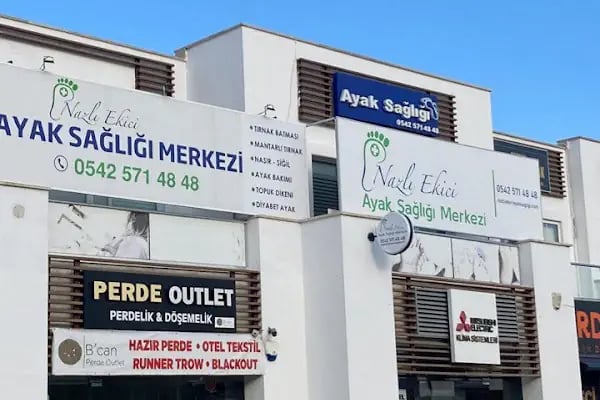 Nazlı Ekici
AYAK SAĞLIĞI MERKEZİ
0542 571 48 48
• TIRNAK BATMASI
• MANTARLI TIRNAK
• NASIR - SİĞİL
• AYAK BAKIMI
• TOPUK DİKENİ
• DİYABET AYAK
Ayak Sağlığı
0542 571 48 48
Nazlı Ekici
Ayak Sağlığı Merkezi
0542 571 48 48
PERDE OUTLET
PERDELİK & DÖŞEMELİK
B'can
Perde Outlet
HAZIR PERDE • OTEL TEKSTİL
RUNNER TROW • BLACKOUT
MITSUBISHI
ELECTRIC
KLİMA SİSTEMLERİ